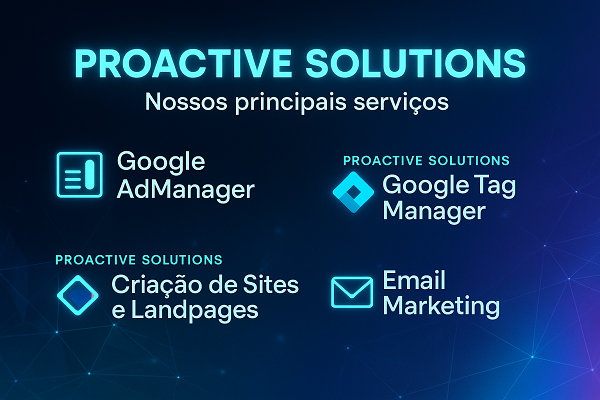 PROACTIVE SOLUTIONS
Nossos principais serviços
Google
AdManager
PROACTIVE SOLUTIONS
Google Tag
Manager
PROACTIVE SOLUTIONS
Criação de Sites
e Landpages
Email
Marketing